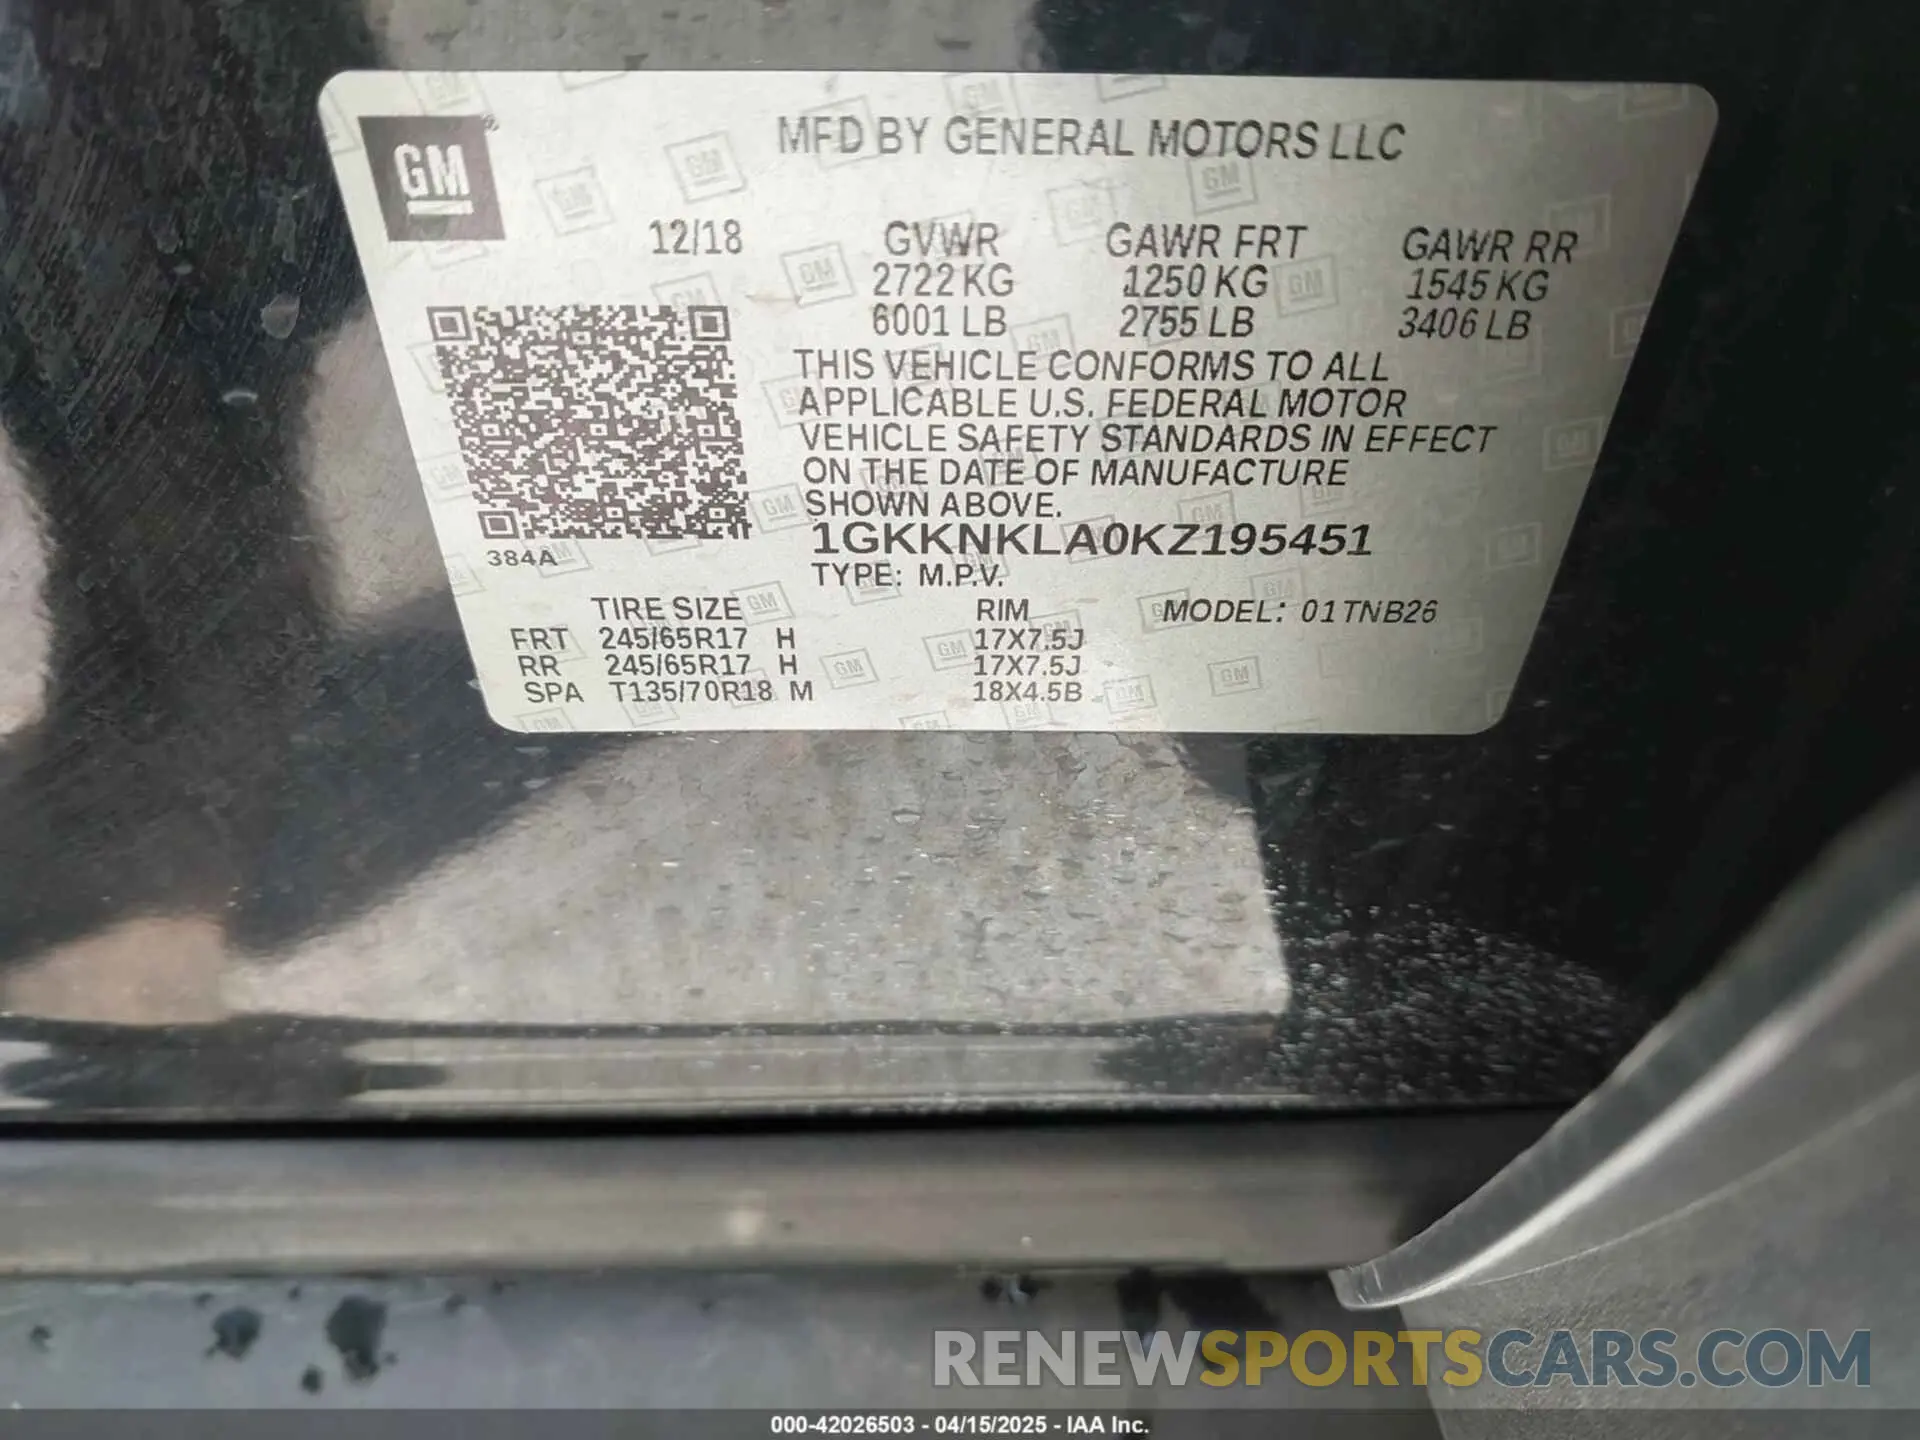 GM
MFD BY GENERAL MOTORS LLC
12/18 GVWR GAWR FRT GAWR RR
2722 KG 1250 KG 1545 KG
6001 LB 2755 LB 3406 LB
THIS VEHICLE CONFORMS TO ALL
APPLICABLE U.S. FEDERAL MOTOR
VEHICLE SAFETY STANDARDS IN EFFECT
ON THE DATE OF MANUFACTURE
SHOWN ABOVE.
1GKKNKLA0KZ195451
384A
TYPE: M.P.V.
TIRE SIZE RIM MODEL: 01TNB26
FRT 245/65R17 H 17X7.5J
RR 245/65R17 H 17X7.5J
SPA T135/70R18 M 18X4.5B
RENEWSPORTSCARS.COM
000-42026503 - 04/15/2025 - IAA Inc.